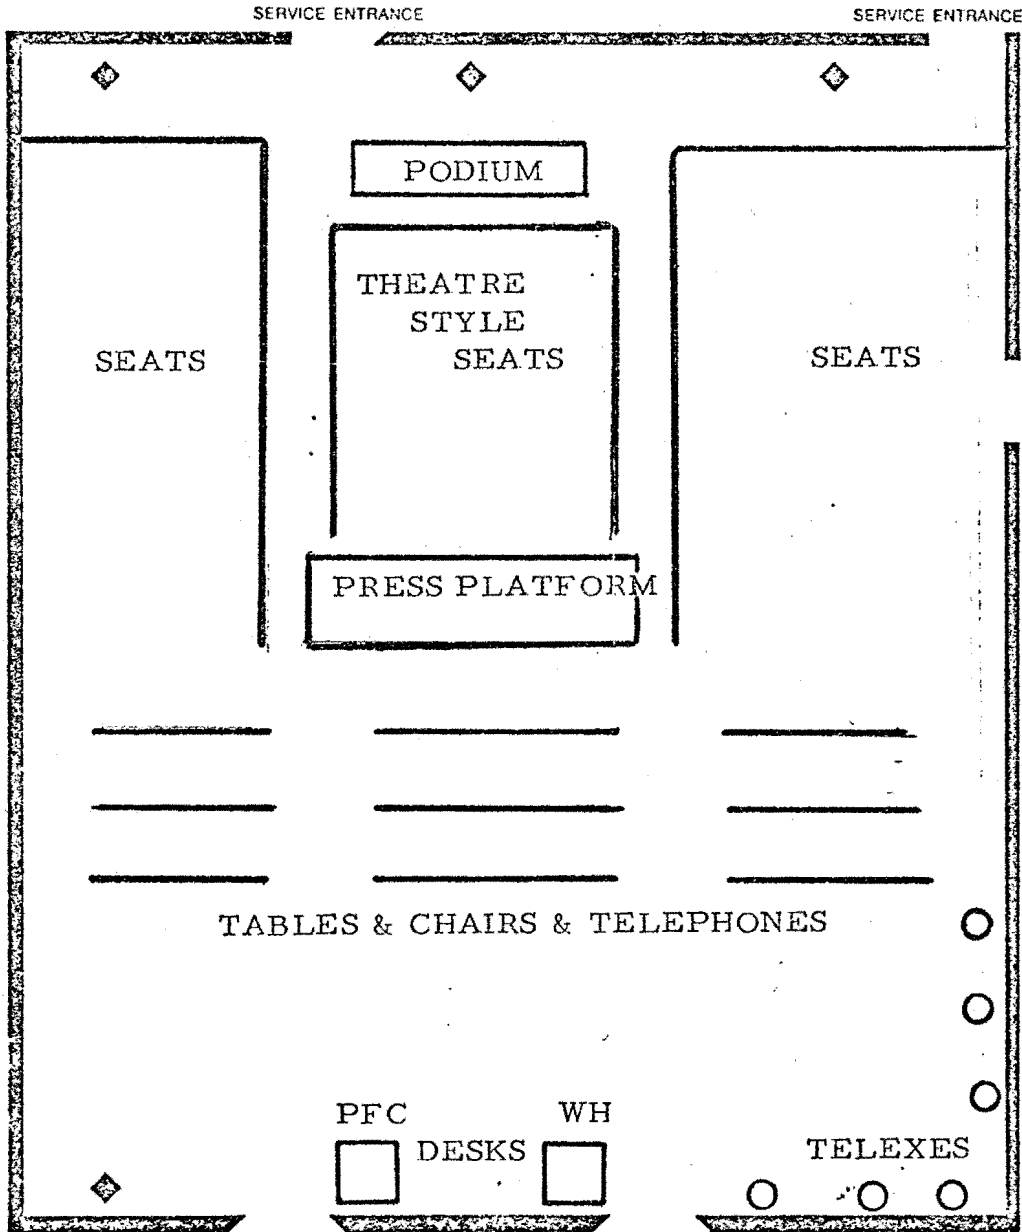 SERVICE ENTRANCE
SERVICE ENTRANCE
PODIUM
THEATRE
STYLE
SEATS
SEATS
SEATS
PRESS PLATFORM
TABLES & CHAIRS & TELEPHONES
PFC
WH
DESKS
TELEXES